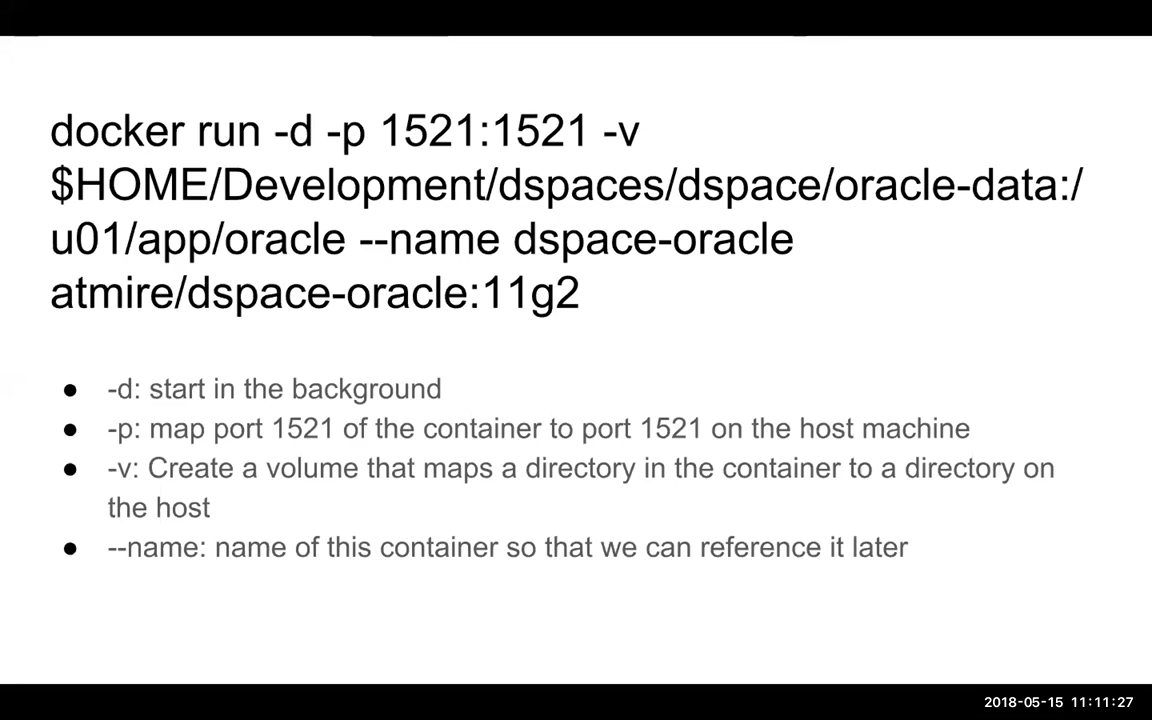 docker run -d -p 1521:1521 -v
$HOME/Development/dspaces/dspace/oracle-data:/
u01/app/oracle --name dspace-oracle
atmire/dspace-oracle:11g2
● -d: start in the background
● -p: map port 1521 of the container to port 1521 on the host machine
● -v: Create a volume that maps a directory in the container to a directory on
the host
● --name: name of this container so that we can reference it later
2018-05-15 11:11:27